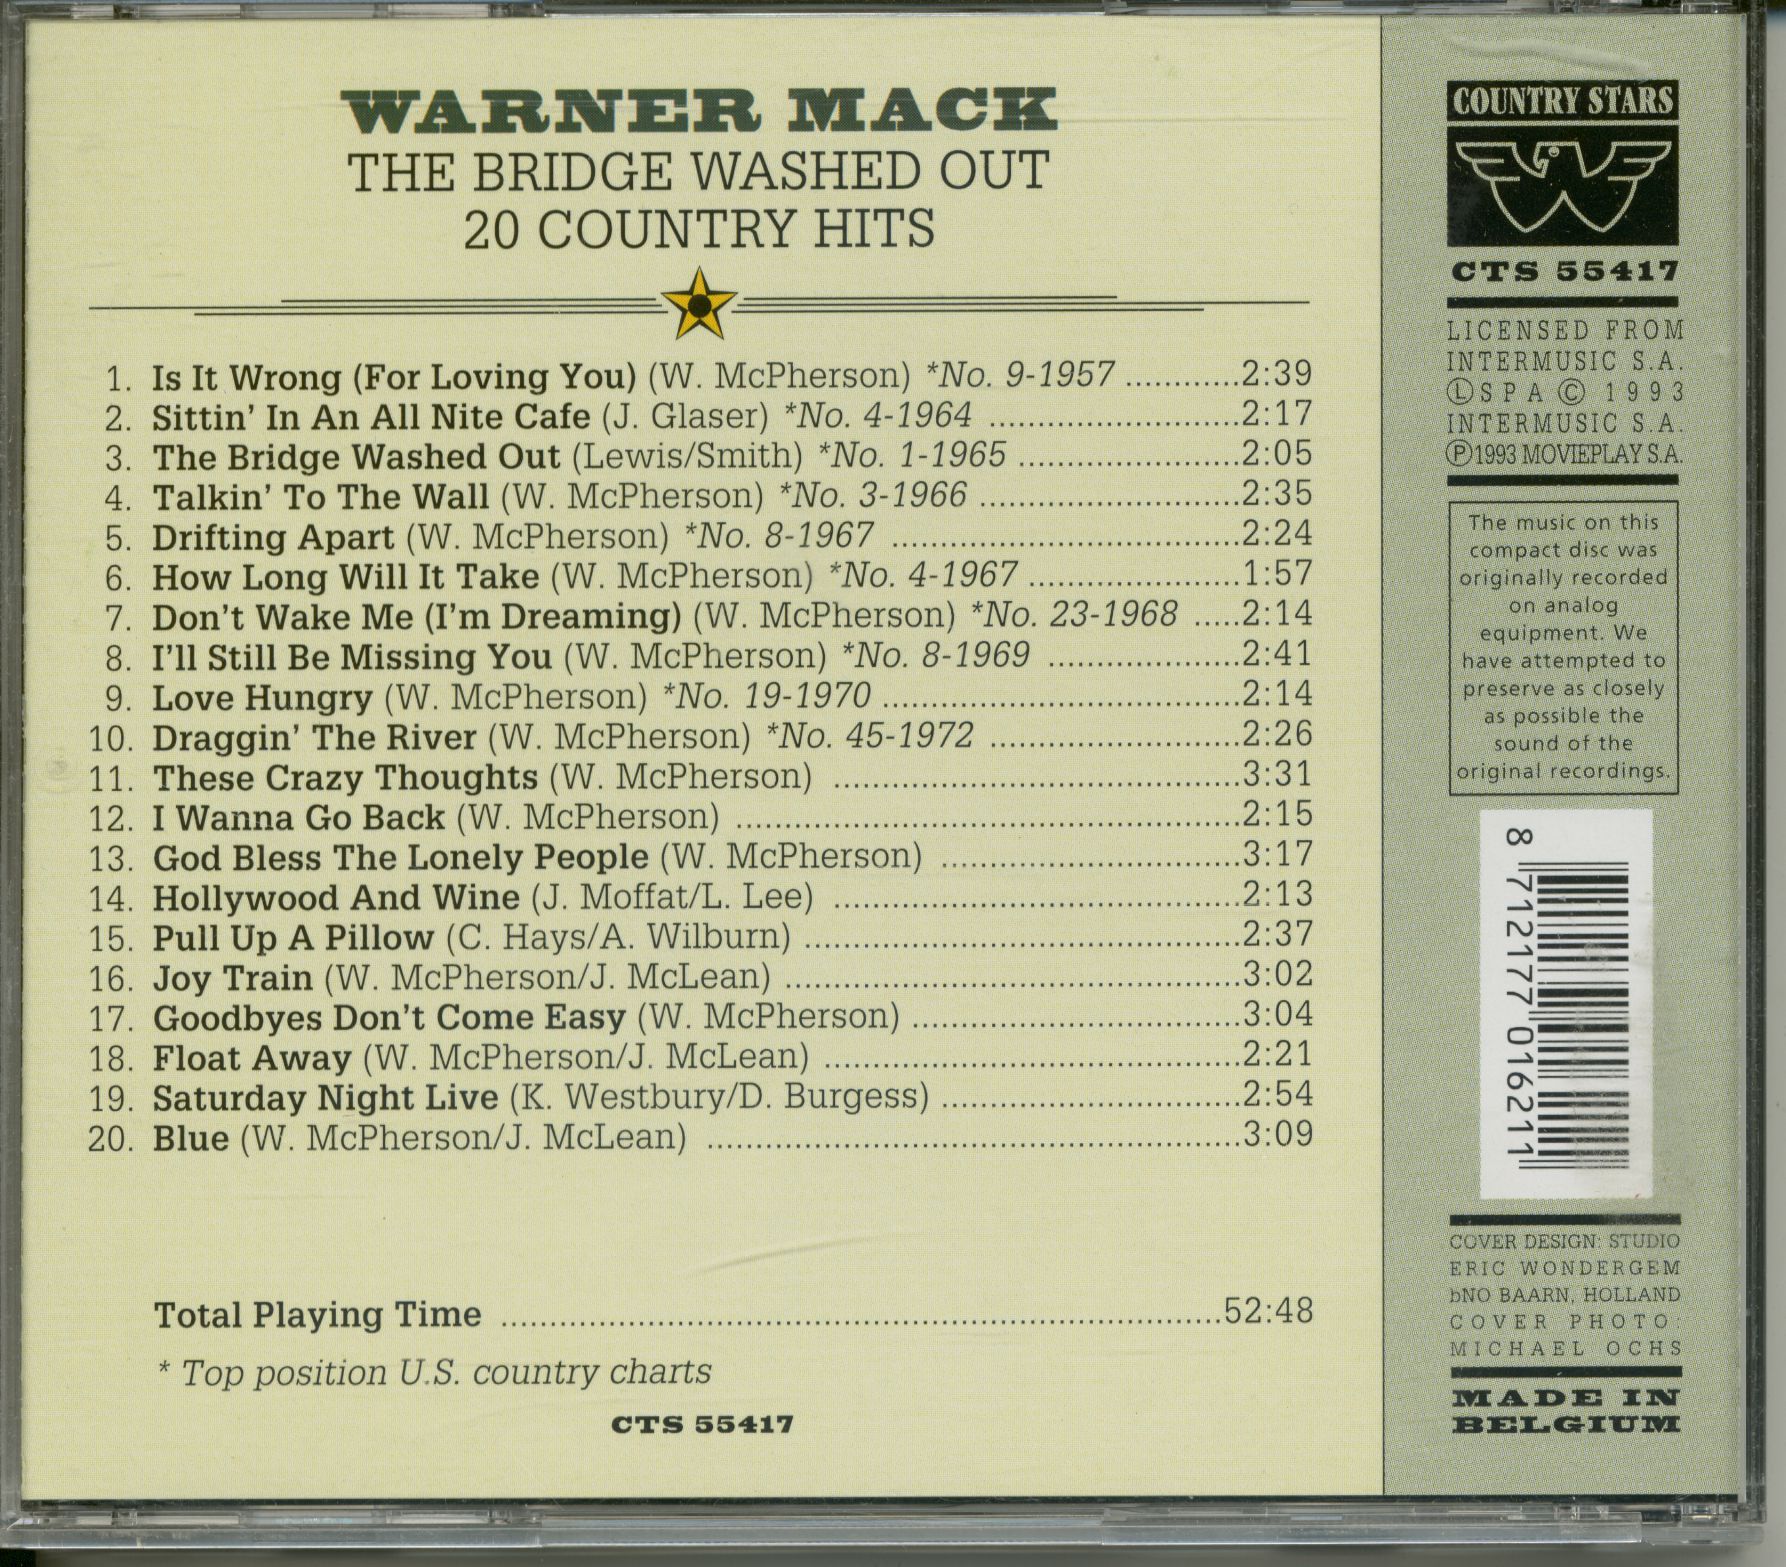 WARNER MACK
THE BRIDGE WASHED OUT
20 COUNTRY HITS
1. Is It Wrong (For Loving You) (W. McPherson) *No. 9-1957 ............2:39
2. Sittin' In An All Nite Cafe (J. Glaser) *No. 4-1964 ..........................2:17
3. The Bridge Washed Out (Lewis/Smith) *No. 1-1965 .......................2:05
4. Talkin' To The Wall (W. McPherson) *No. 3-1966 ...........................2:35
5. Drifting Apart (W. McPherson) *No. 8-1967 ....................................2:24
6. How Long Will It Take (W. McPherson) *No. 4-1967 ......................1:57
7. Don't Wake Me (I'm Dreaming) (W. McPherson) *No. 23-1968 .....2:14
8. I'll Still Be Missing You (W. McPherson) *No. 8-1969 ....................2:41
9. Love Hungry (W. McPherson) *No. 19-1970 .....................................2:14
10. Draggin' The River (W. McPherson) *No. 45-1972 ..........................2:26
11. These Crazy Thoughts (W. McPherson) ..........................................3:31
12. I Wanna Go Back (W. McPherson) ....................................................2:15
13. God Bless The Lonely People (W. McPherson) ...............................3:17
14. Hollywood And Wine (J. Moffat/L. Lee) ..........................................2:13
15. Pull Up A Pillow (C. Hays/A. Wilburn) .............................................2:37
16. Joy Train (W. McPherson/J. McLean) ...............................................3:02
17. Goodbyes Don't Come Easy (W. McPherson) ..................................3:04
18. Float Away (W. McPherson/J. McLean) ...........................................2:21
19. Saturday Night Live (K. Westbury/D. Burgess) ...............................2:54
20. Blue (W. McPherson/J. McLean) .......................................................3:09
Total Playing Time ..........................................................................52:48
* Top position U.S. country charts
CTS 55417
COUNTRY STARS
CTS 55417
LICENSED FROM
INTERMUSIC S.A.
Ⓛ SPA © 1993
INTERMUSIC S.A.
℗1993 MOVIEPLAY S.A.
The music on this
compact disc was
originally recorded
on analog
equipment. We
have attempted to
preserve as closely
as possible the
sound of the
original recordings.
8 712177 016211
COVER DESIGN: STUDIO
ERIC WONDERGEM
bNO BAARN, HOLLAND
COVER PHOTO:
MICHAEL OCHS
MADE IN
BELGIUM